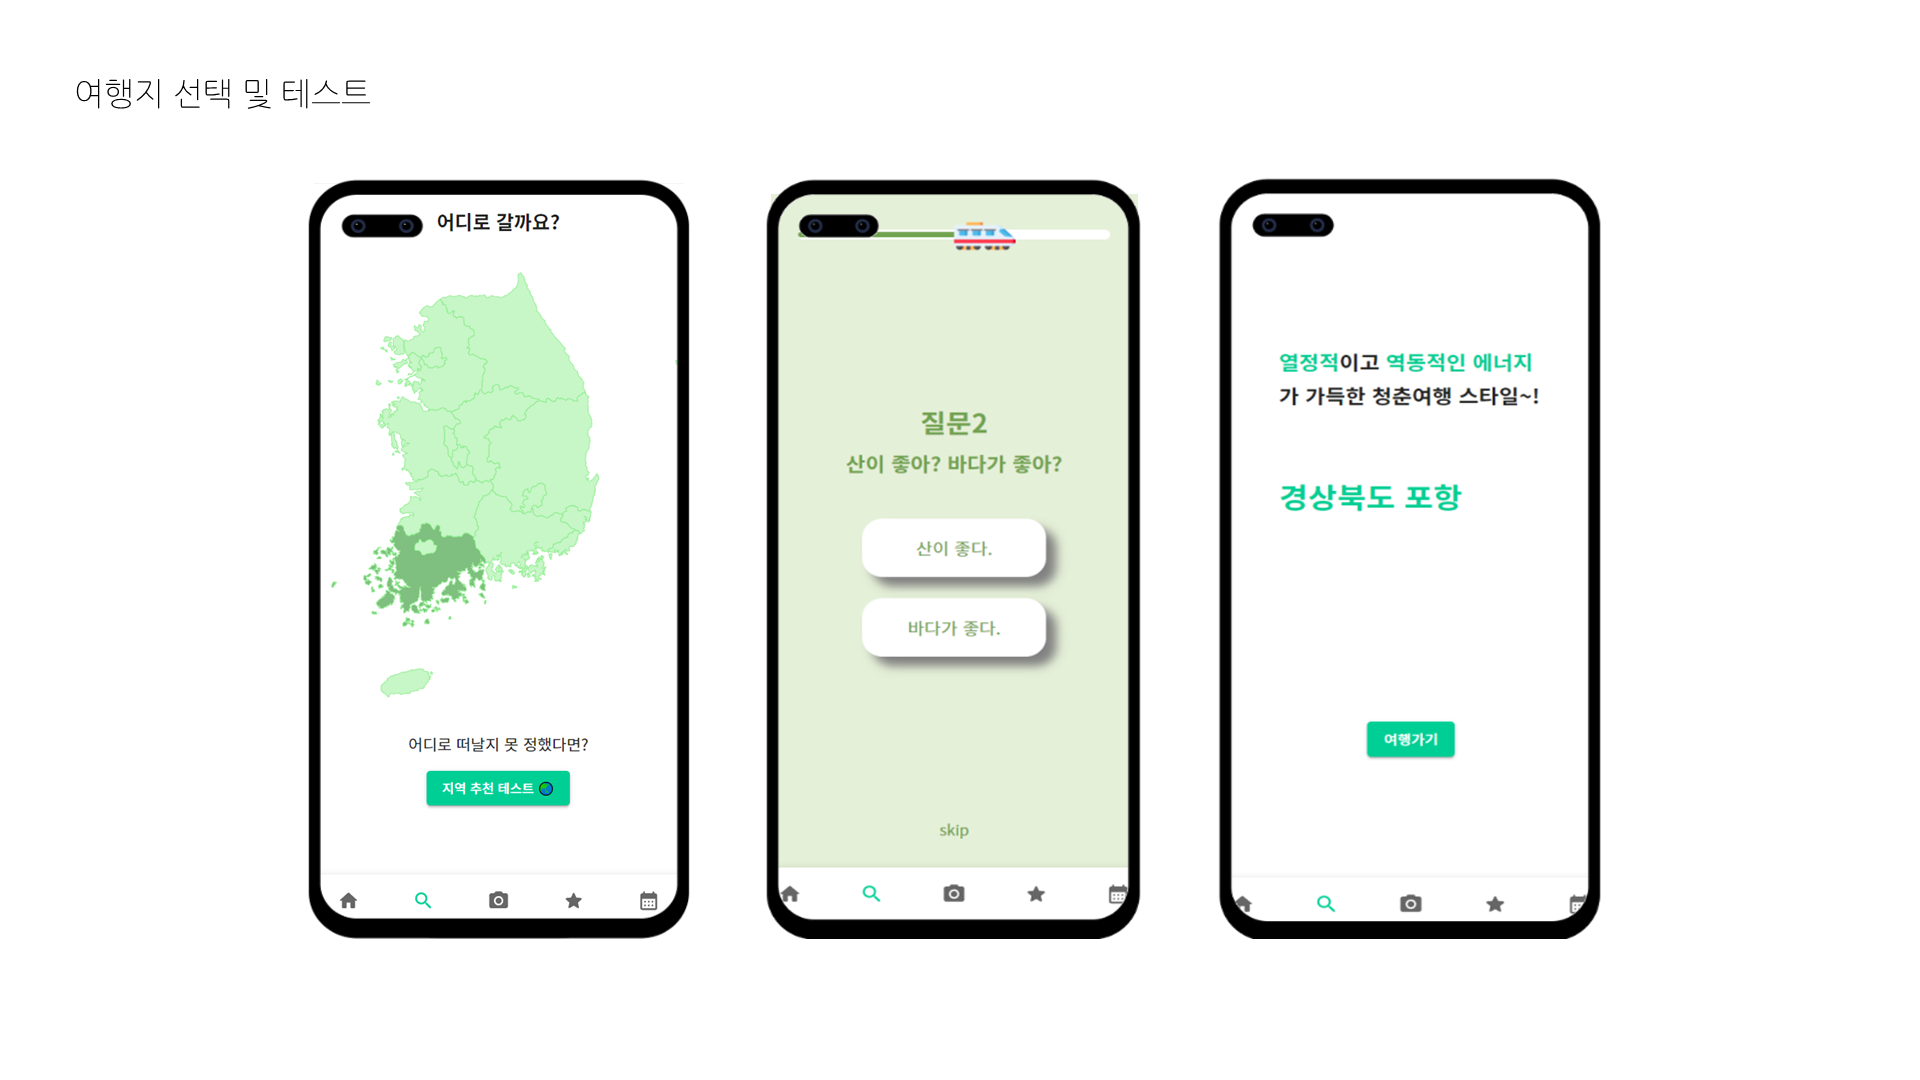 여행지 선택 및 테스트
어디로 갈까요?
어디로 떠날지 못 정했다면?
지역 추천 테스트
질문2
산이 좋아? 바다가 좋아?
산이 좋다.
바다가 좋다.
skip
열정적이고 역동적인 에너지
가 가득한 청춘여행 스타일~!
경상북도 포항
여행가기